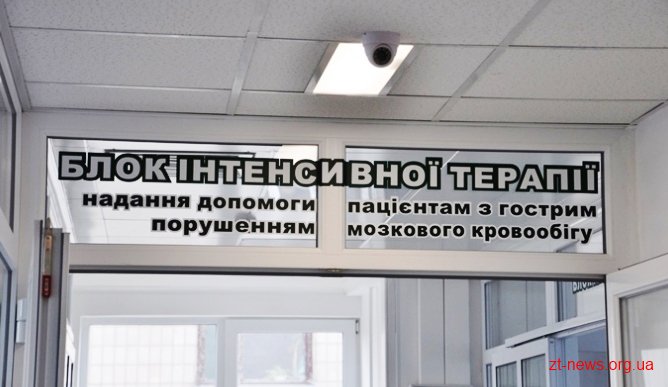 БЛОК ІНТЕНСИВНОЇ ТЕРАПІЇ
надання допомоги пацієнтам з гострим
порушенням мозкового кровообігу
zt-news.org.ua